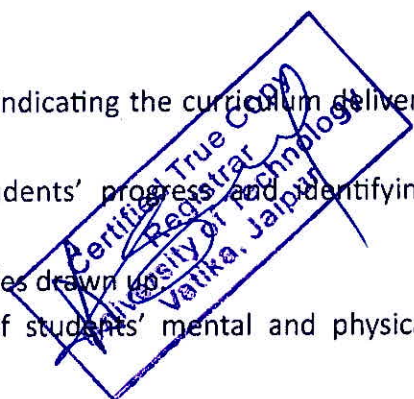 ndicating the curriculum deliver
dents' progress and identifyin
es drawn up.
f students' mental and physica
Certified True Copy
Registrar
University of Technology
Vatika, Jaipur